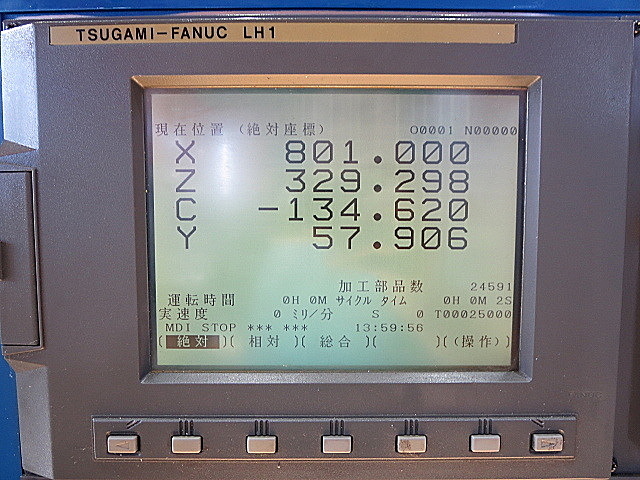 TSUGAMI-FANUC LH1
現在位置 (絶対座標) O0001 N00000
X 801.000
Z 329.298
C -134.620
Y 57.906
加工部品数 24591
運転時間 0H 0M サイクル タイム 0H 0M 2S
実速度 0 ミリ/分 S 0 T00025000
MDI STOP *** *** 13:59:56
[ 絶対 ][ 相対 ][ 総合 ][ ][ (操作) ]